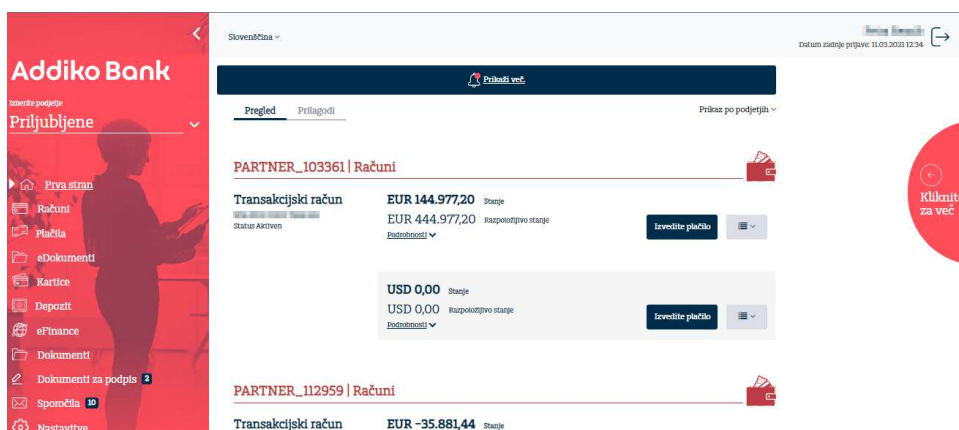 Addiko Bank
Izberite podjetje
Priljubljene
Prva stran
Računi
Plačila
eDokumenti
Kartice
Depozit
eFinance
Dokumenti
Dokumenti za podpis 2
Sporočila 10
Nastavitve
Slovenščina
Datum zadnje prijave: 11.03.2021 12:34
Prikaži več.
Pregled Prilagodi Prikaz po podjetjih
PARTNER_103361 | Računi
Transakcijski račun EUR 144.977,20 Stanje
EUR 444.977,20 Razpoložljivo stanje
Status Aktiven
Podrobnosti
Izvedite plačilo
USD 0,00 Stanje
USD 0,00 Razpoložljivo stanje
Podrobnosti
Izvedite plačilo
PARTNER_112959 | Računi
Transakcijski račun EUR -35.881,44 Stanje
Kliknite
za več